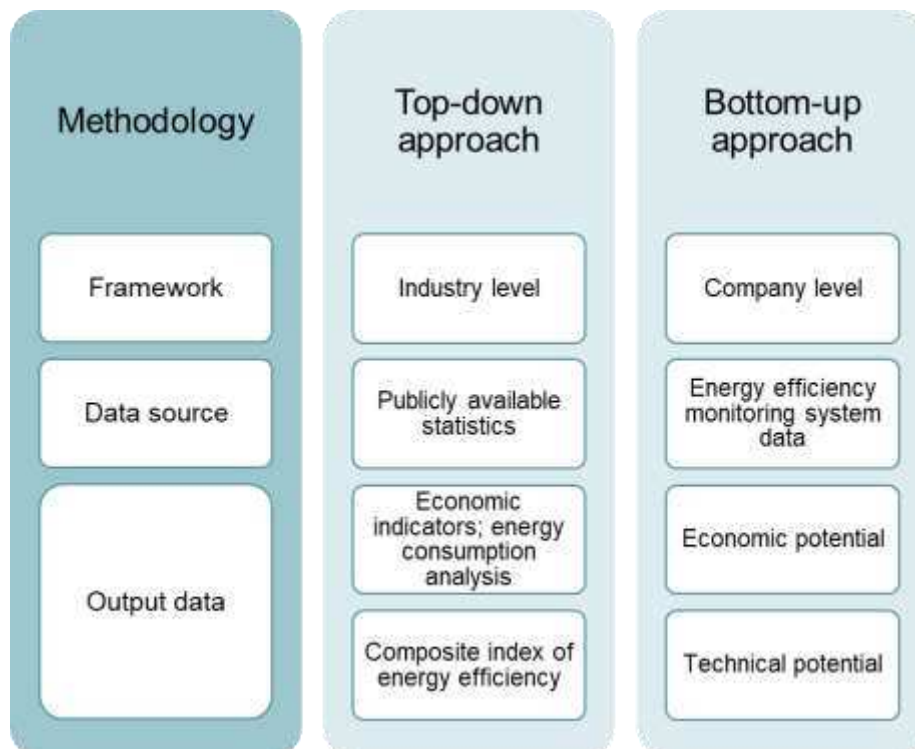 Methodology
Framework
Data source
Output data
Top-down
approach
Industry level
Publicly available
statistics
Economic
indicators; energy
consumption
analysis
Composite index of
energy efficiency
Bottom-up
approach
Company level
Energy efficiency
monitoring system
data
Economic potential
Technical potential